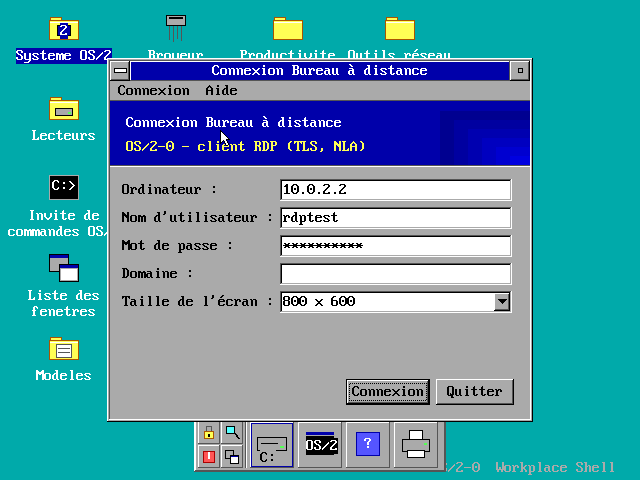 Systeme OS/2
Broyeur
Productivite
Outils réseau
Connexion Bureau à distance
Connexion Aide
Connexion Bureau à distance
OS/2-0 - client RDP (TLS, NLA)
Lecteurs
C:>
Invite de
commandes OS/
Liste des
fenetres
Modeles
Ordinateur : 10.0.2.2
Nom d'utilisateur : rdptest
Mot de passe : **********
Domaine :
Taille de l'écran : 800 x 600
Connexion Quitter
C:
OS/2
?
/2-0 Workplace Shell